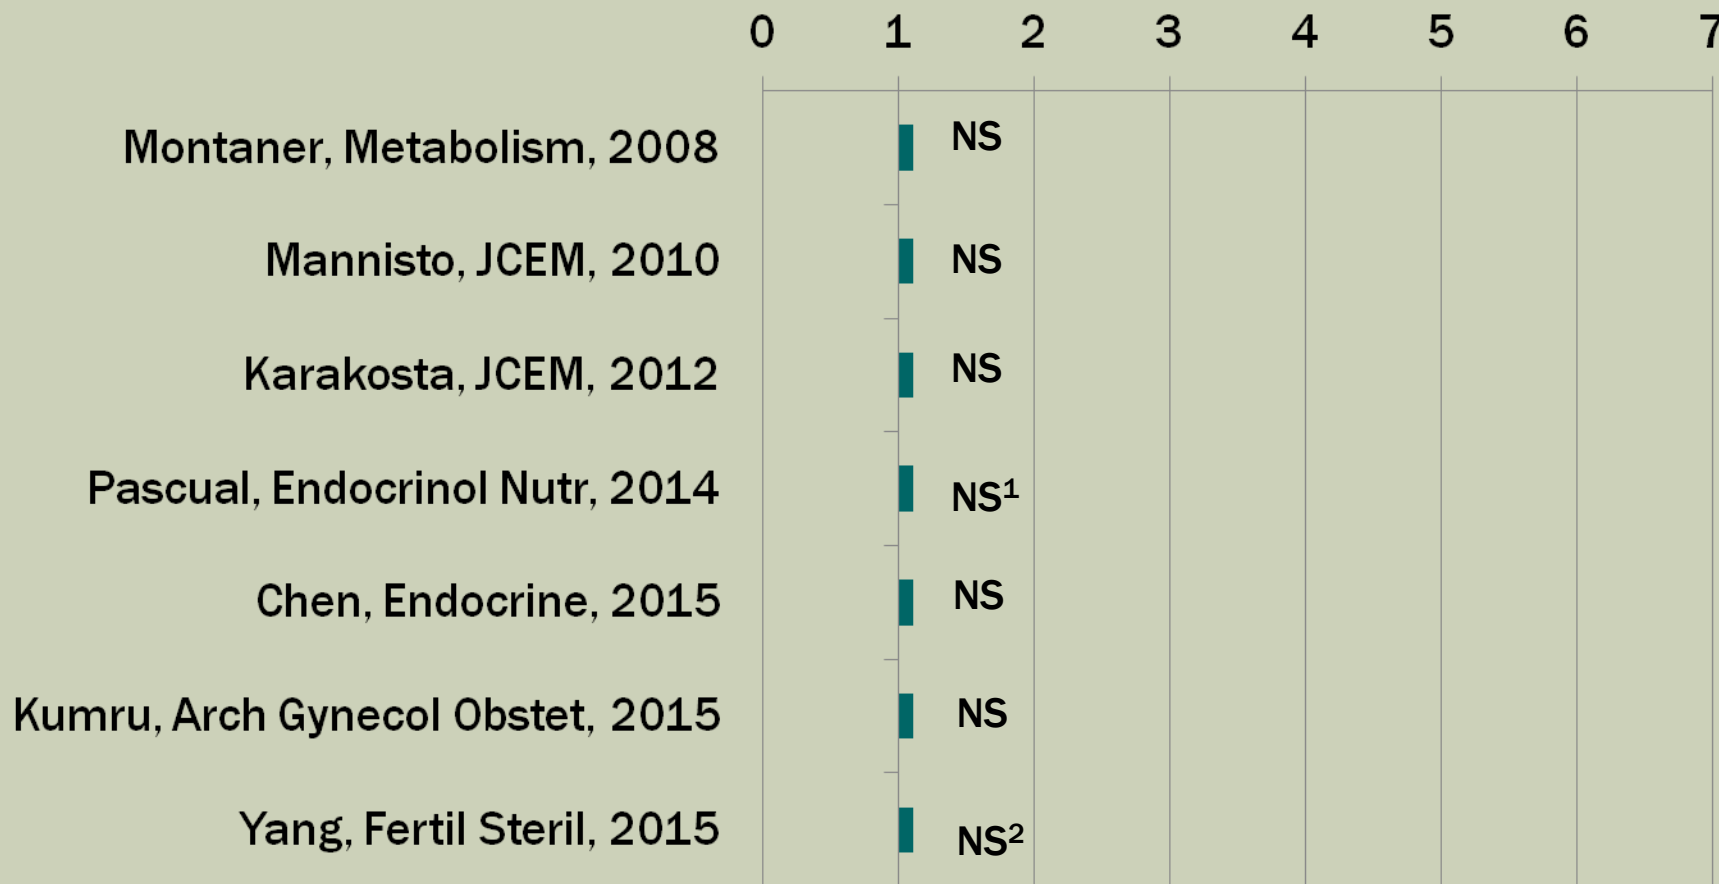 0 1 2 3 4 5 6 7
Montaner, Metabolism, 2008 NS
Mannisto, JCEM, 2010 NS
Karakosta, JCEM, 2012 NS
Pascual, Endocrinol Nutr, 2014 NS¹
Chen, Endocrine, 2015 NS
Kumru, Arch Gynecol Obstet, 2015 NS
Yang, Fertil Steril, 2015 NS²